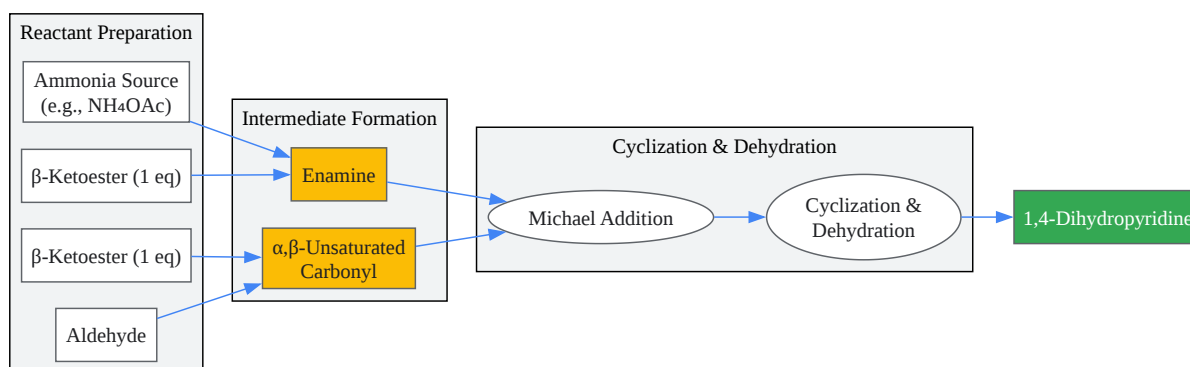 Reactant Preparation
Ammonia Source
(e.g., NH₄OAc)
β-Ketoester (1 eq)
β-Ketoester (1 eq)
Aldehyde
Intermediate Formation
Enamine
α,β-Unsaturated
Carbonyl
Cyclization & Dehydration
Michael Addition
Cyclization &
Dehydration
1,4-Dihydropyridine